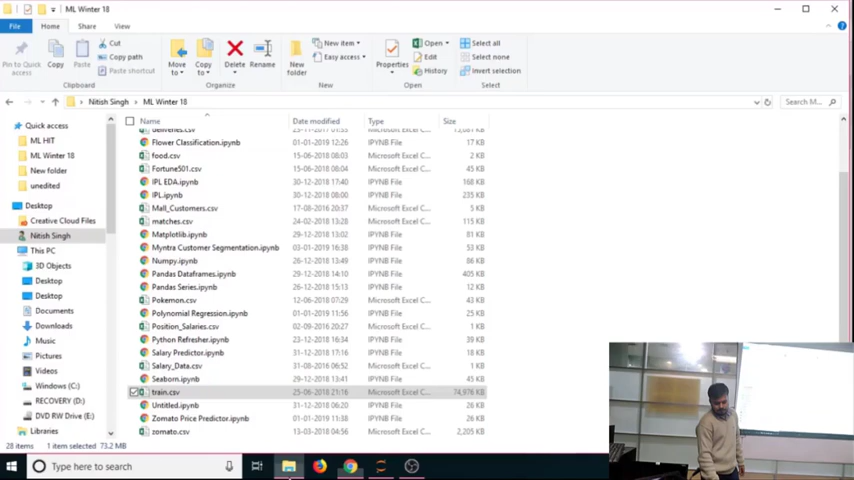 ML Winter 18
File
Home
Share
View
Pin to Quick access
Copy
Paste
Cut
Copy path
Clipboard
Move to
Copy to
Delete
Rename
Organize
New folder
New item
Easy access
New
Properties
Open
Edit
History
Open
Select all
Select none
Invert selection
Select
Nitish Singh
ML Winter 18
Search M...
Quick access
ML HIT
ML Winter 18
New folder
unedited
Desktop
Creative Cloud Files
Nitish Singh
This PC
3D Objects
Desktop
Desktop
Documents
Downloads
Music
Pictures
Videos
Windows (C:)
RECOVERY (D:)
DVD RW Drive (E:)
Libraries
Name Date modified Type Size
deliveries.csv Microsoft Excel C...
Flower Classification.ipynb 01-01-2019 12:26 IPYNB File 17 KB
food.csv 15-06-2018 08:03 Microsoft Excel C... 2 KB
Fortune501.csv 15-06-2018 08:04 Microsoft Excel C... 45 KB
IPL EDA.ipynb 30-12-2018 17:40 IPYNB File 168 KB
IPL.ipynb 30-12-2018 08:00 IPYNB File 235 KB
Mall_Customers.csv 17-08-2016 20:37 Microsoft Excel C... 5 KB
matches.csv 24-02-2018 13:28 Microsoft Excel C... 115 KB
Matplotlib.ipynb 29-12-2018 13:02 IPYNB File 81 KB
Myntra Customer Segmentation.ipynb 03-01-2019 16:38 IPYNB File 53 KB
Numpy.ipynb 26-12-2018 13:49 IPYNB File 86 KB
Pandas Dataframes.ipynb 29-12-2018 14:10 IPYNB File 405 KB
Pandas Series.ipynb 26-12-2018 15:13 IPYNB File 12 KB
Pokemon.csv 12-06-2018 07:29 Microsoft Excel C... 43 KB
Polynomial Regression.ipynb 01-01-2019 11:56 IPYNB File 25 KB
Position_Salaries.csv 02-09-2016 20:27 Microsoft Excel C... 1 KB
Python Refresher.ipynb 23-12-2018 16:34 IPYNB File 39 KB
Salary Predictor.ipynb 31-12-2018 17:16 IPYNB File 18 KB
Salary_Data.csv 31-08-2016 06:52 Microsoft Excel C... 1 KB
Seaborn.ipynb 29-12-2018 13:41 IPYNB File 45 KB
train.csv 25-06-2018 21:16 Microsoft Excel C... 74,976 KB
Untitled.ipynb 31-12-2018 06:20 IPYNB File 26 KB
Zomato Price Predictor.ipynb 01-01-2019 11:38 IPYNB File 26 KB
zomato.csv 13-03-2018 04:56 Microsoft Excel C... 2,205 KB
28 items 1 item selected 73.2 MB
Type here to search